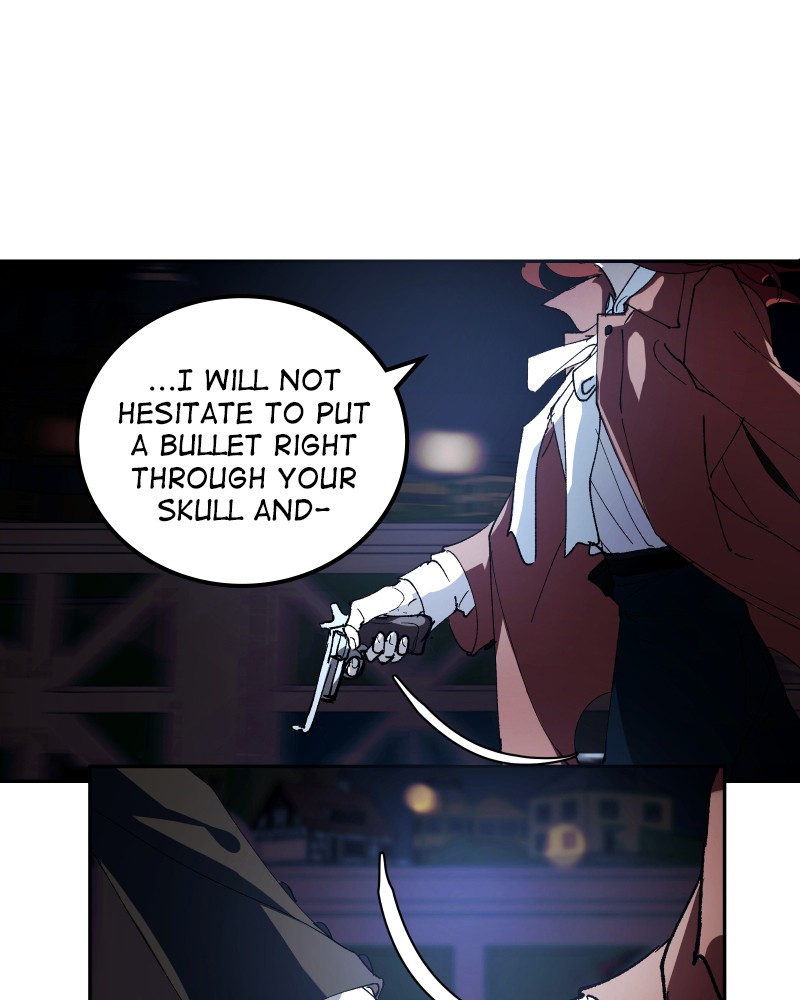 ...I WILL NOT
HESITATE TO PUT
A BULLET RIGHT
THROUGH YOUR
SKULL AND-